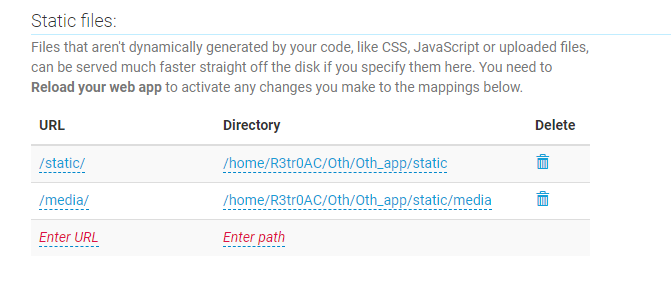 Static files:
Files that aren't dynamically generated by your code, like CSS, JavaScript or uploaded files,
can be served much faster straight off the disk if you specify them here. You need to
Reload your web app to activate any changes you make to the mappings below.
URL Directory Delete
/static/ /home/R3tr0AC/Oth/Oth_app/static
/media/ /home/R3tr0AC/Oth/Oth_app/static/media
Enter URL Enter path